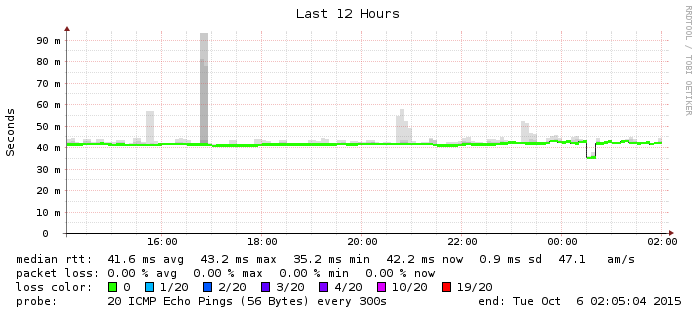 Last 12 Hours
RRDTOOL / TOBI OETIKER
Seconds
90 m
80 m
70 m
60 m
50 m
40 m
30 m
20 m
10 m
0
16:00 18:00 20:00 22:00 00:00 02:00
median rtt: 41.6 ms avg 43.2 ms max 35.2 ms min 42.2 ms now 0.9 ms sd 47.1 am/s
packet loss: 0.00 % avg 0.00 % max 0.00 % min 0.00 % now
loss color: 0 1/20 2/20 3/20 4/20 10/20 19/20
probe: 20 ICMP Echo Pings (56 Bytes) every 300s end: Tue Oct 6 02:05:04 2015